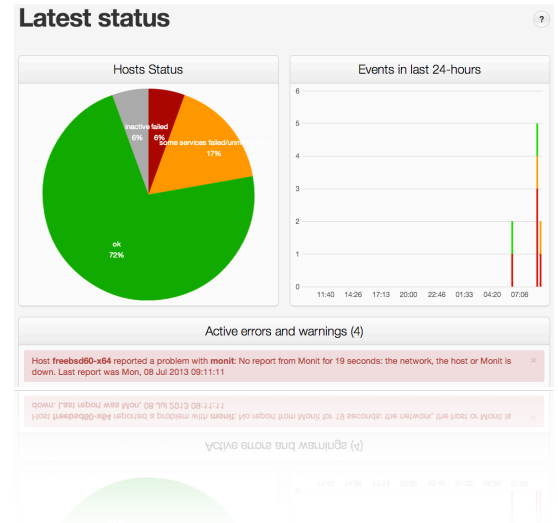 Latest status
?
Hosts Status
Events in last 24-hours
inactive failed
6% 6%
some services failed/unm
17%
ok
72%
6
5
4
3
2
1
0
11:40 14:26 17:13 20:00 22:46 01:33 04:20 07:06
Active errors and warnings (4)
Host freebsd60-x64 reported a problem with monit: No report from Monit for 19 seconds: the network, the host or Monit is
down. Last report was Mon, 08 Jul 2013 09:11:11
×